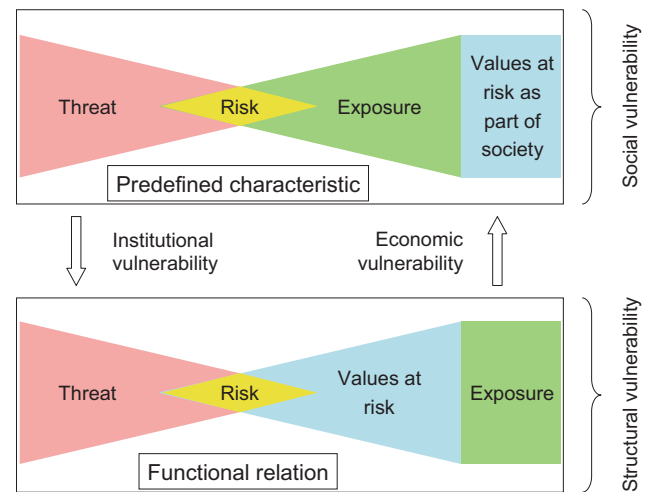 Threat
Risk
Exposure
Values at
risk as
part of
society
Predefined characteristic
Social vulnerability
Institutional
vulnerability
Economic
vulnerability
Threat
Risk
Values at
risk
Exposure
Functional relation
Structural vulnerability